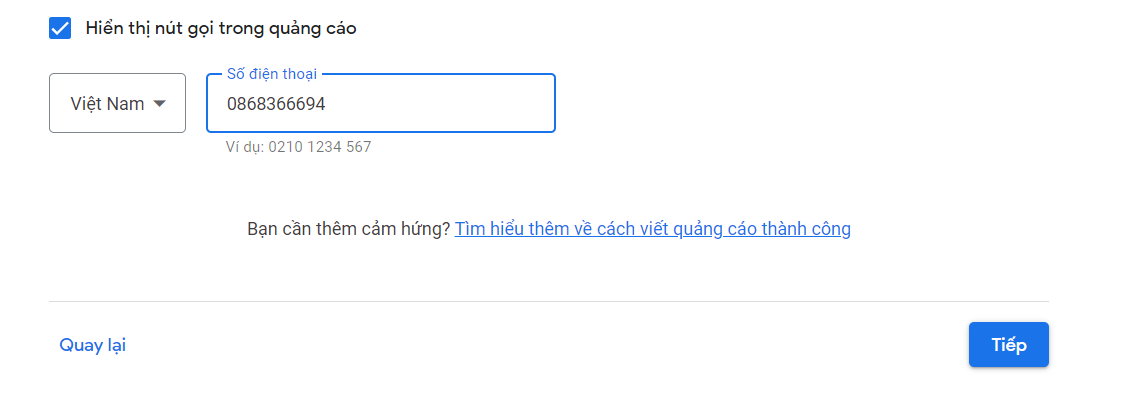 Hiển thị nút gọi trong quảng cáo
Số điện thoại
Việt Nam
0868366694
Ví dụ: 0210 1234 567
Bạn cần thêm cảm hứng? Tìm hiểu thêm về cách viết quảng cáo thành công
Quay lại
Tiếp